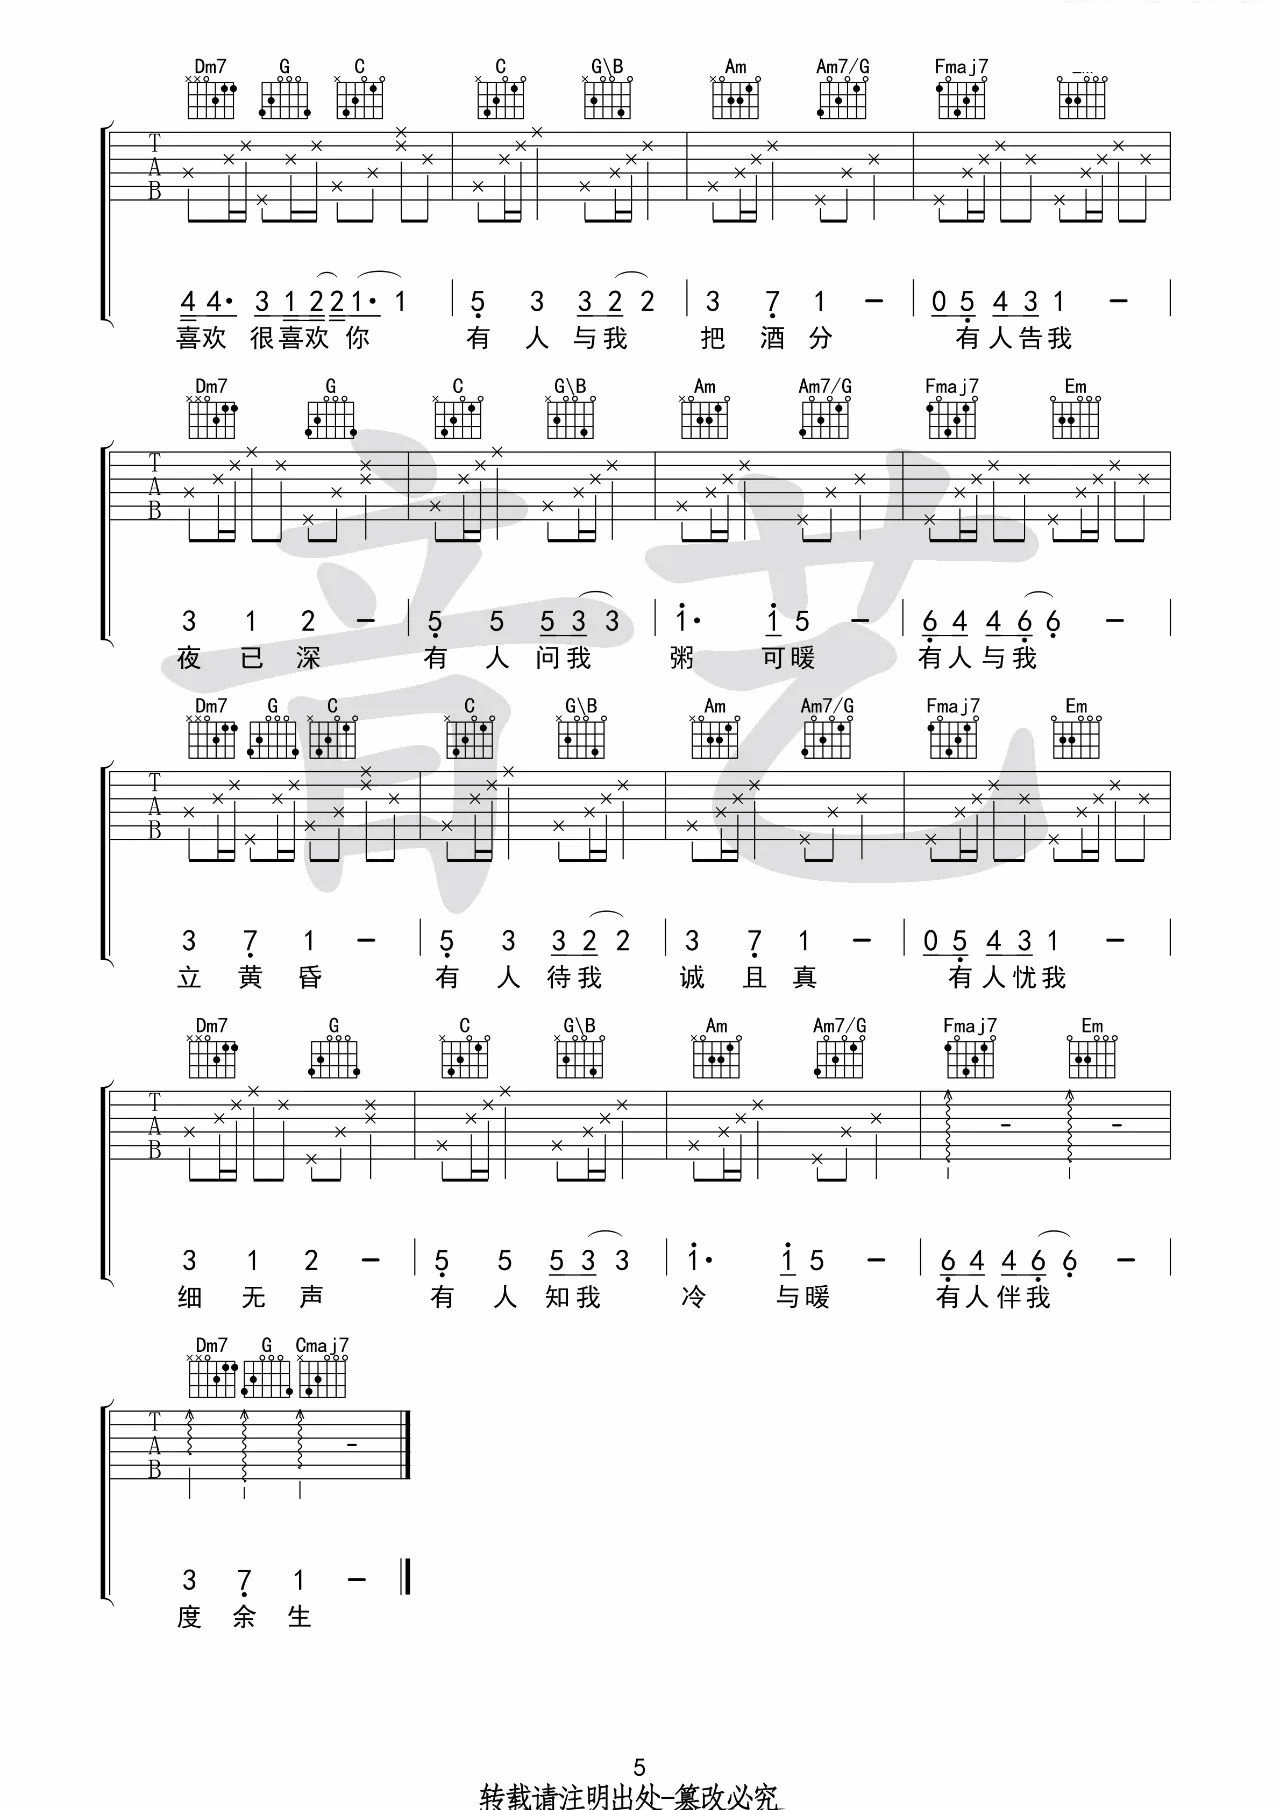 Dm7 G C C G\B Am Am7/G Fmaj7
T A B
4 4· 3 1 2 2 1· 1 5 3 3 2 2 3 7 1 － 0 5 4 3 1 －
喜欢 很喜欢 你 有 人 与我 把 酒 分 有人告我
Dm7 G C G\B Am Am7/G Fmaj7 Em
T A B
3 1 2 － 5 5 5 3 3 1· 1 5 － 6 4 4 6 6 －
夜 已 深 有 人 问我 粥 可暖 有人与我
音艺
Dm7 G C C G\B Am Am7/G Fmaj7 Em
T A B
3 7 1 － 5 3 3 2 2 3 7 1 － 0 5 4 3 1 －
立 黄 昏 有 人 待我 诚 且 真 有人忧我
Dm7 G C G\B Am Am7/G Fmaj7 Em
T A B
3 1 2 － 5 5 5 3 3 1· 1 5 － 6 4 4 6 6 －
细 无 声 有 人 知我 冷 与暖 有人伴我
Dm7 G Cmaj7
T A B
3 7 1 －
度 余 生
5
转载请注明出处-篡改必究